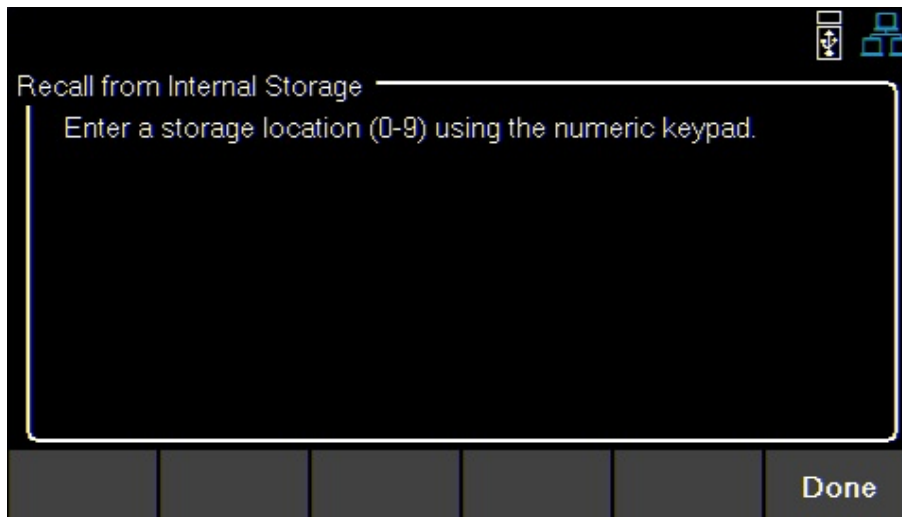 Recall from Internal Storage
Enter a storage location (0-9) using the numeric keypad.
Done